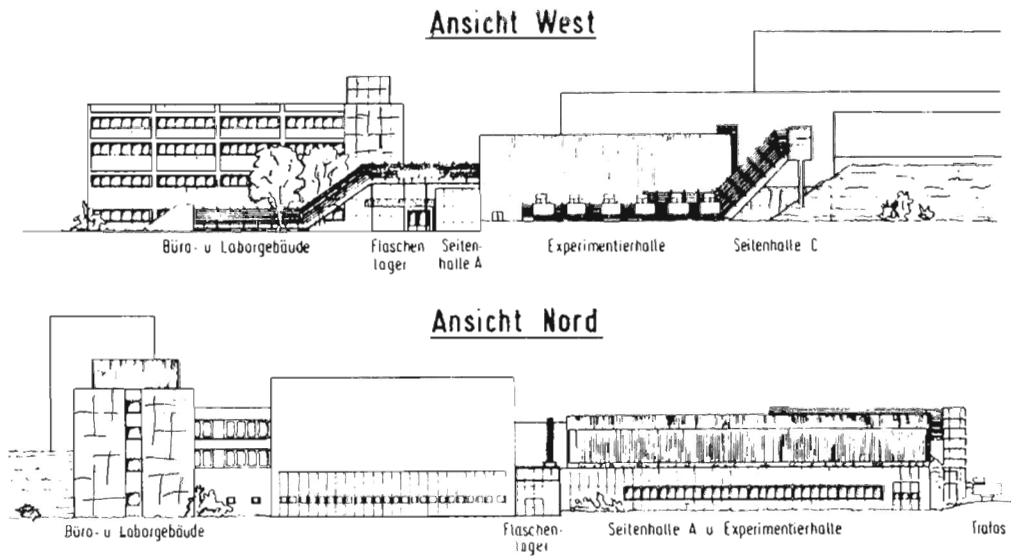 Ansicht West
Büro- u Laborgebäude
Flaschen
lager
Seiten-
halle A
Experimentierhalle
Seitenhalle C
Ansicht Nord
Büro- u Laborgebäude
Flaschen-
lager
Seitenhalle A u Experimentierhalle
Trafos